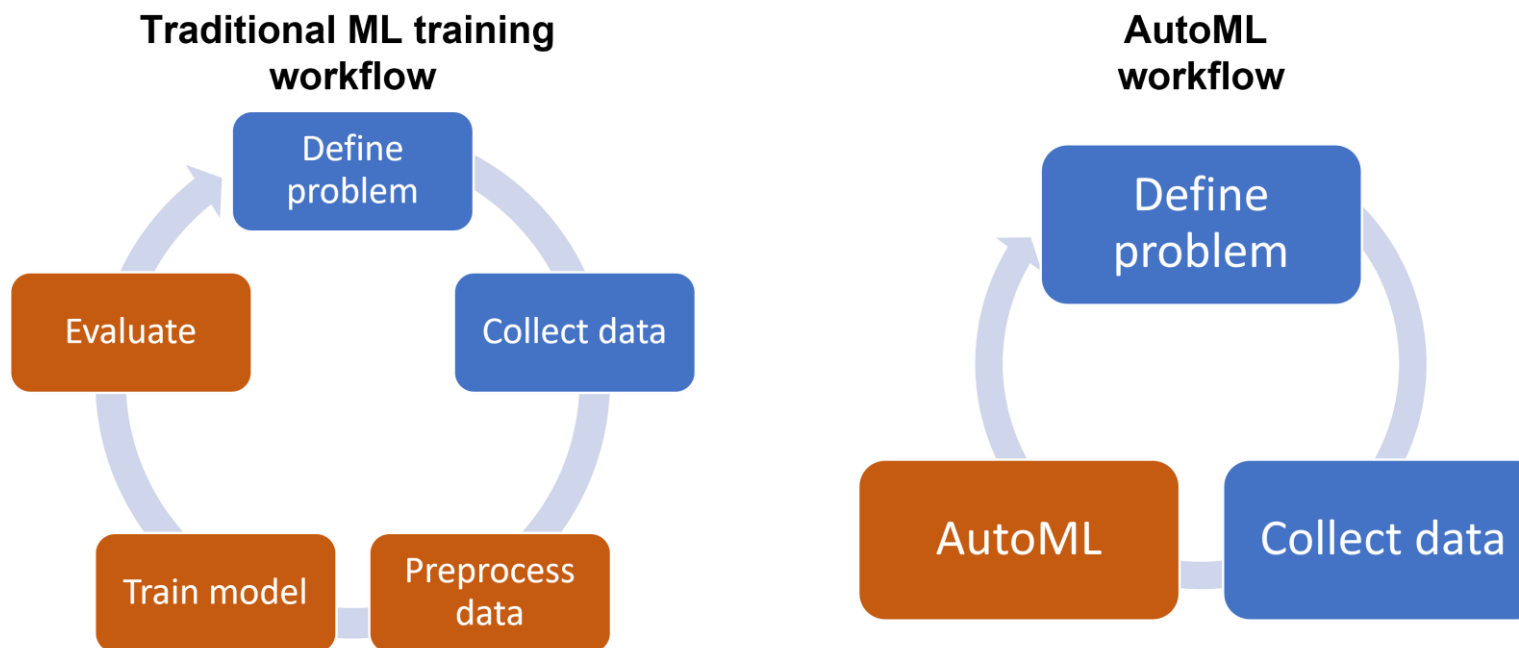 Traditional ML training
workflow
Define
problem
Collect data
Preprocess
data
Train model
Evaluate
AutoML
workflow
Define
problem
Collect data
AutoML